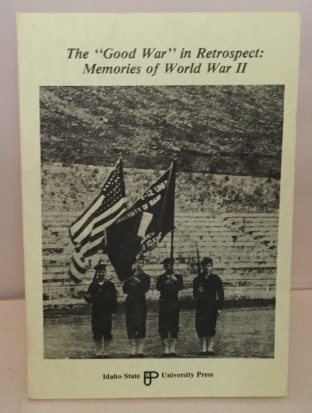 The "Good War" in Retrospect:
Memories of World War II
Idaho State University Press